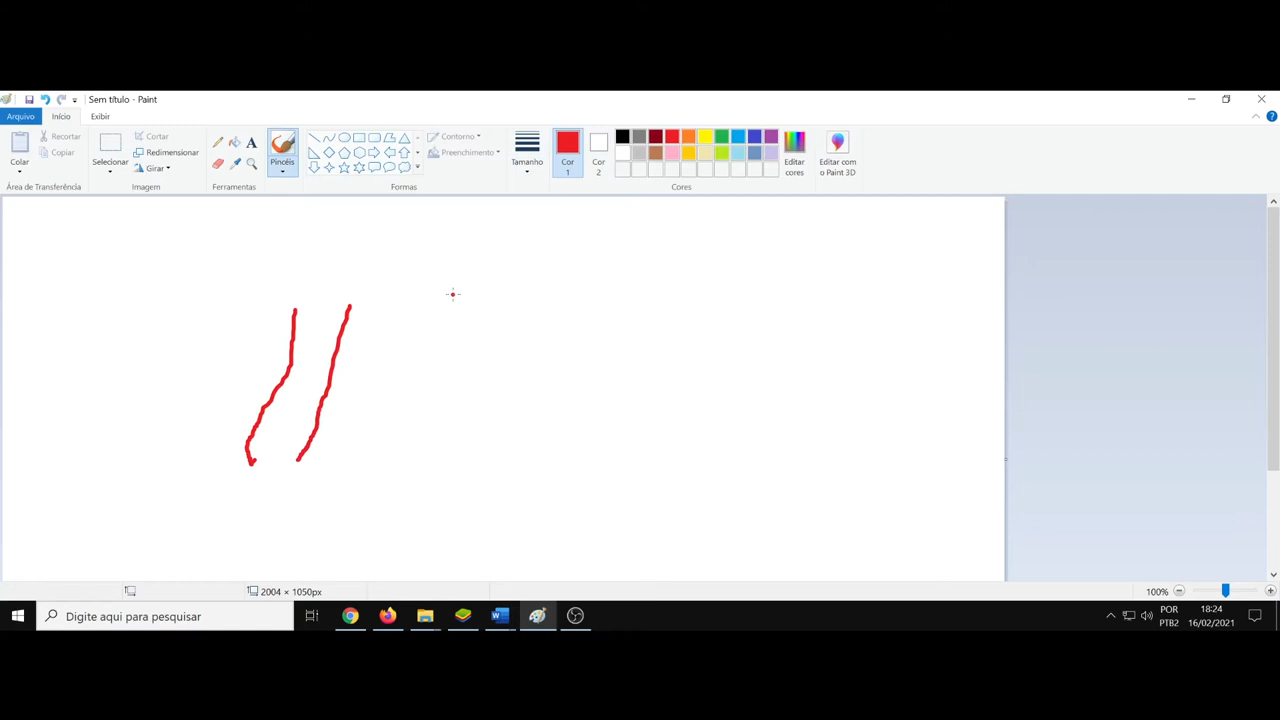 Sem título - Paint
Arquivo Início Exibir
Colar
Recortar
Copiar
Área de Transferência
Selecionar
Cortar
Redimensionar
Girar
Imagem
A
Ferramentas
Pincéis
Contorno
Preenchimento
Formas
Tamanho
Cor 1
Cor 2
Editar cores
Cores
Editar com o Paint 3D
2004 × 1050px
100%
Digite aqui para pesquisar
POR
PTB2
18:24
16/02/2021